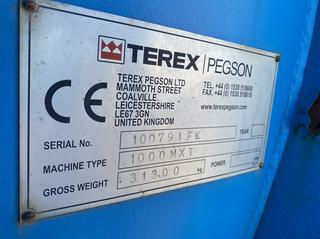 TEREX | PEGSON
TEREX PEGSON LTD
MAMMOTH STREET
COALVILLE
LEICESTERSHIRE
LE67 3GN
UNITED KINGDOM
TEL. +44 (0) 1530 518600
FAX. +44 (0) 1530 518618
www.terexpegson.com
CE
SERIAL No. 100791FK YEAR
MACHINE TYPE 1000MXT POWER
GROSS WEIGHT 31300 kg